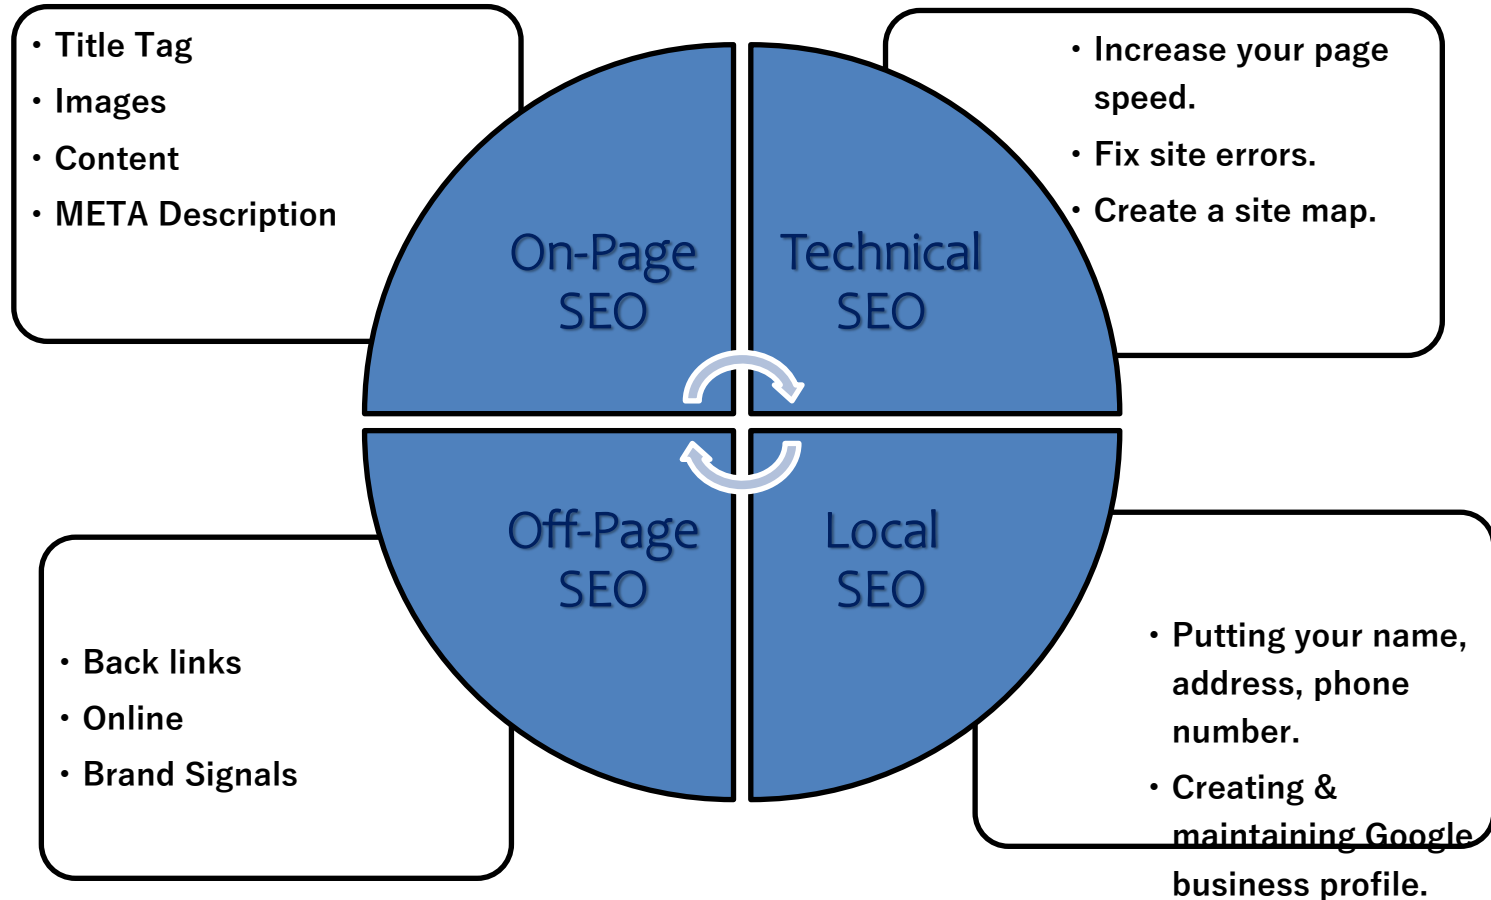 • Title Tag
• Images
• Content
• META Description
• Increase your page
speed.
• Fix site errors.
• Create a site map.
On-Page
SEO
Technical
SEO
Off-Page
SEO
Local
SEO
• Back links
• Online
• Brand Signals
• Putting your name,
address, phone
number.
• Creating &
maintaining Google
business profile.